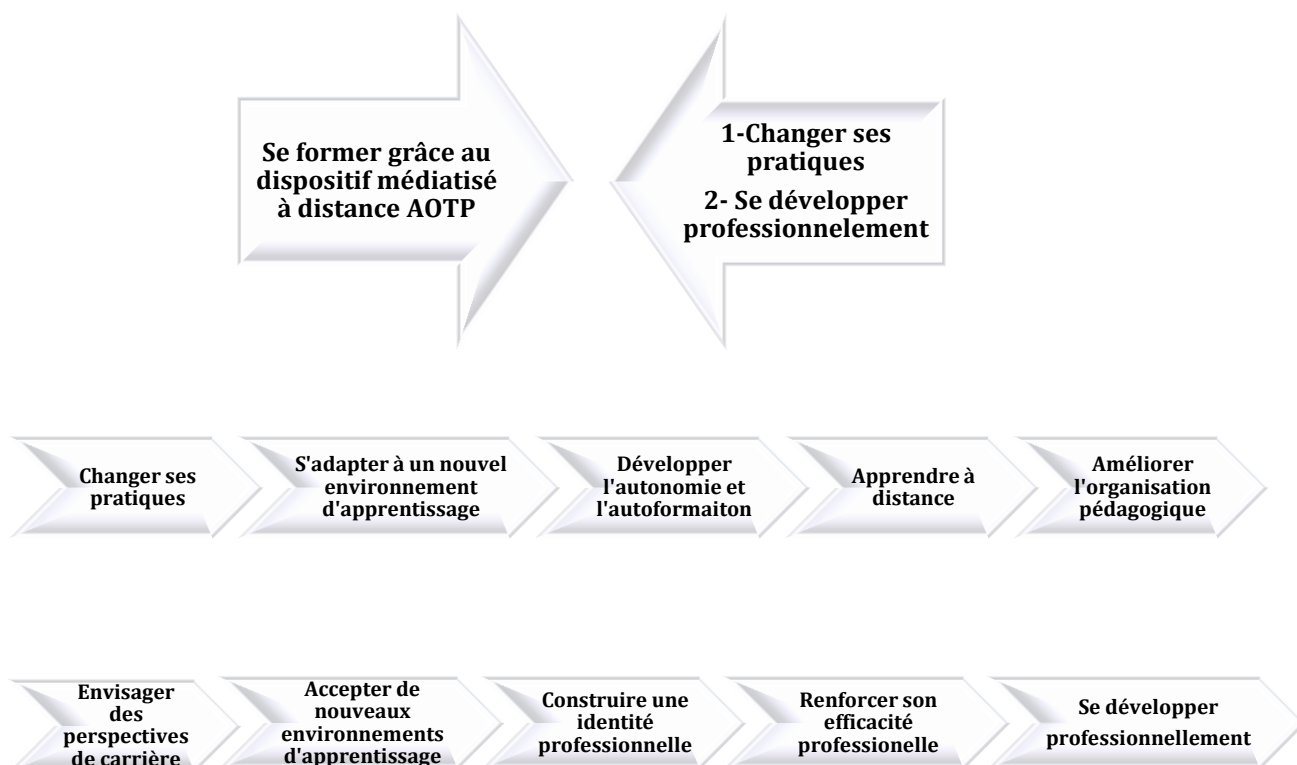 Se former grâce au
dispositif médiatisé
à distance AOTP
1-Changer ses
pratiques
2- Se développer
professionnelement
Changer ses
pratiques
S'adapter à un nouvel
environnement
d'apprentissage
Développer
l'autonomie et
l'autoformaiton
Apprendre à
distance
Améliorer
l'organisation
pédagogique
Envisager
des
perspectives
de carrière
Accepter de
nouveaux
environnements
d'apprentissage
Construire une
identité
professionnelle
Renforcer son
efficacité
professionelle
Se développer
professionnellement